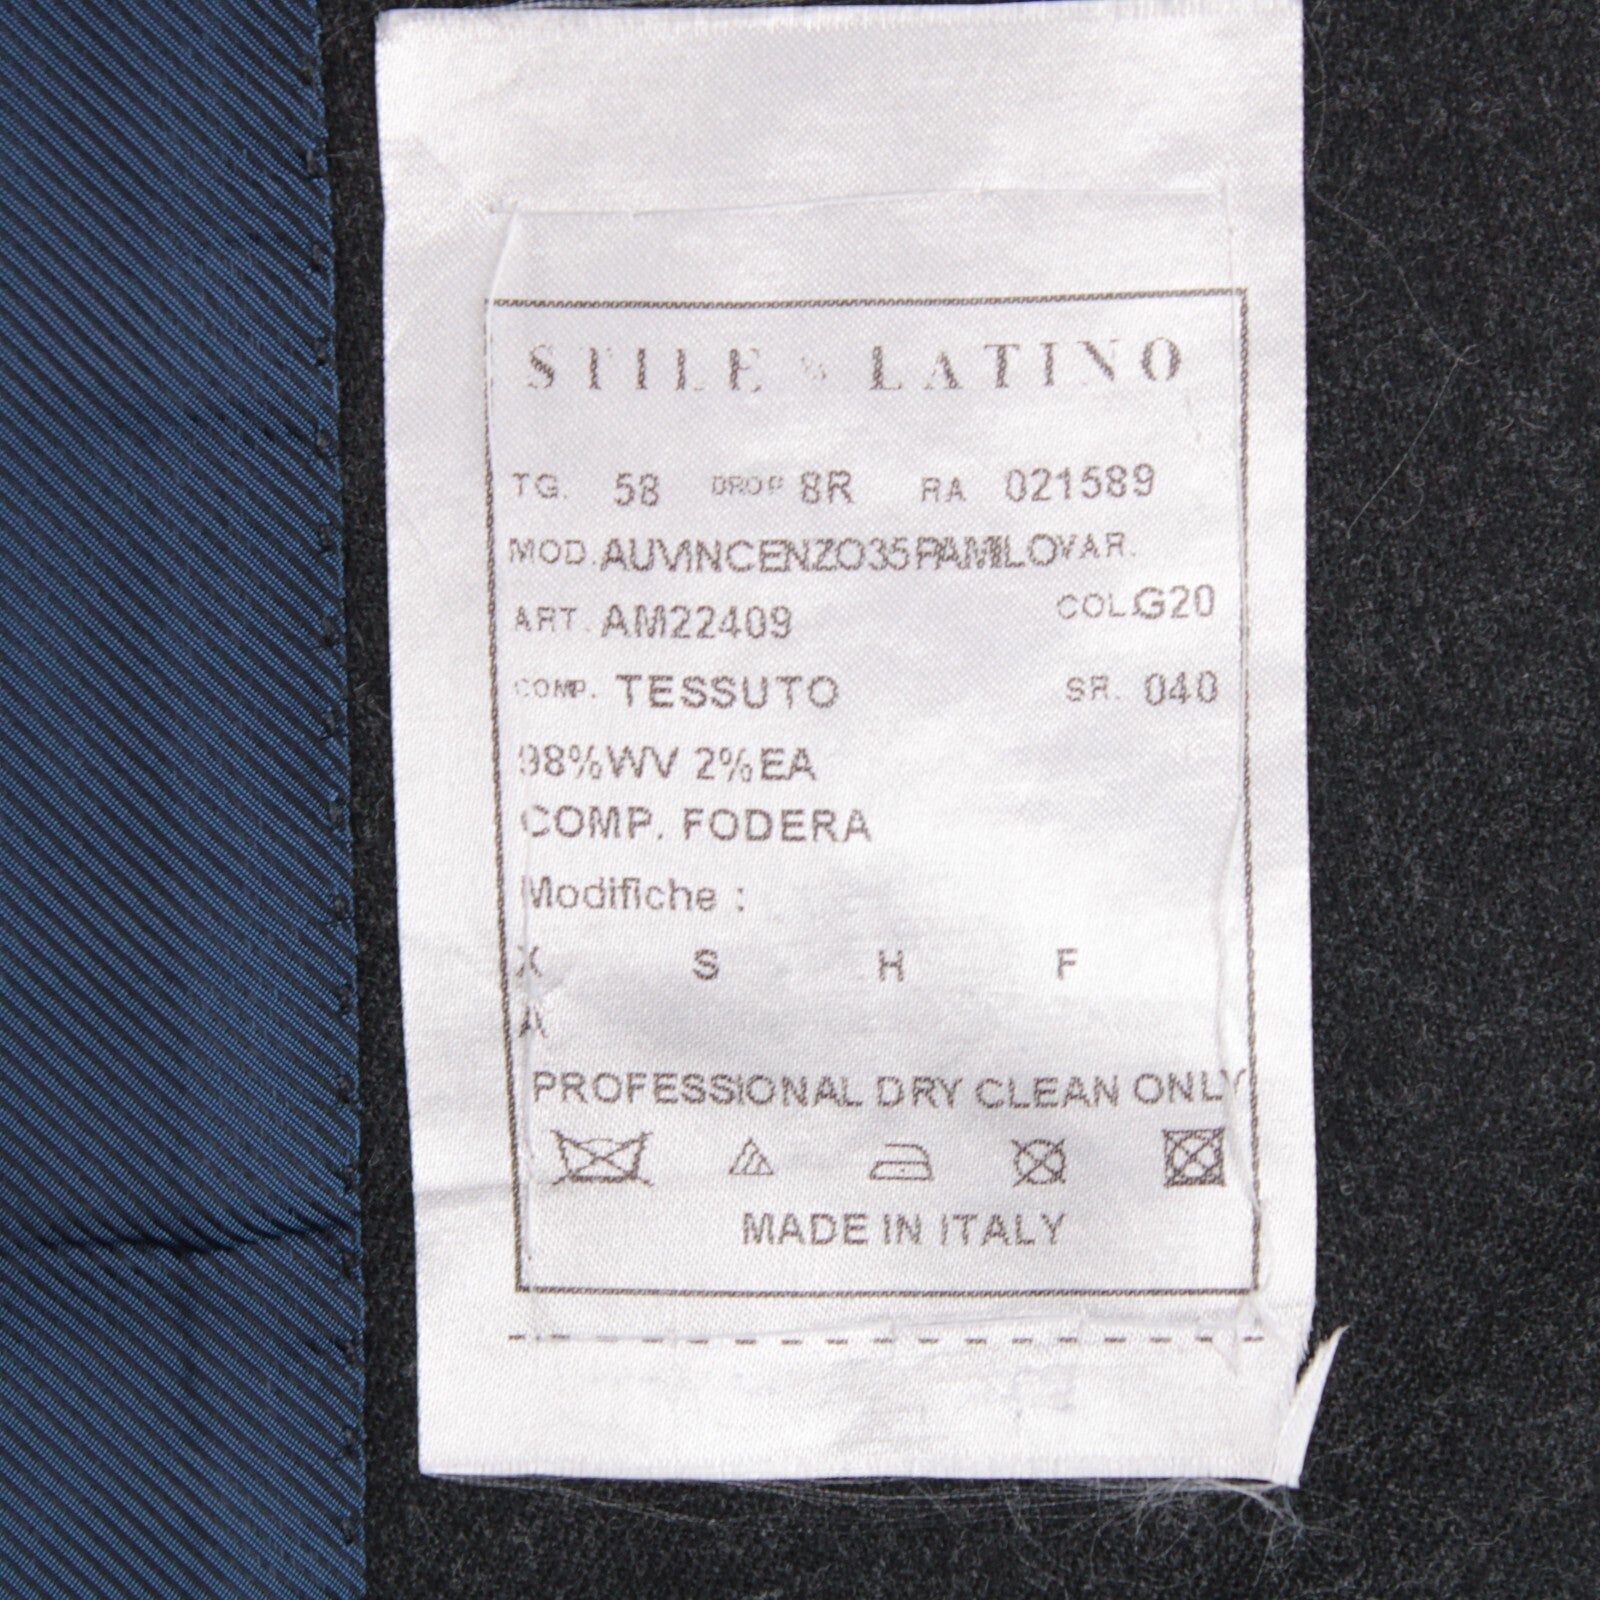 STILE LATINO
TG. 58 DROP 8R RA 021589
MOD. AUVINCENZO35PAMILO VAR.
ART. AM22409 COL. G20
COMP. TESSUTO SR. 040
98%WV 2%EA
COMP. FODERA
Modifiche :
X S H F
A
PROFESSIONAL DRY CLEAN ONLY
MADE IN ITALY